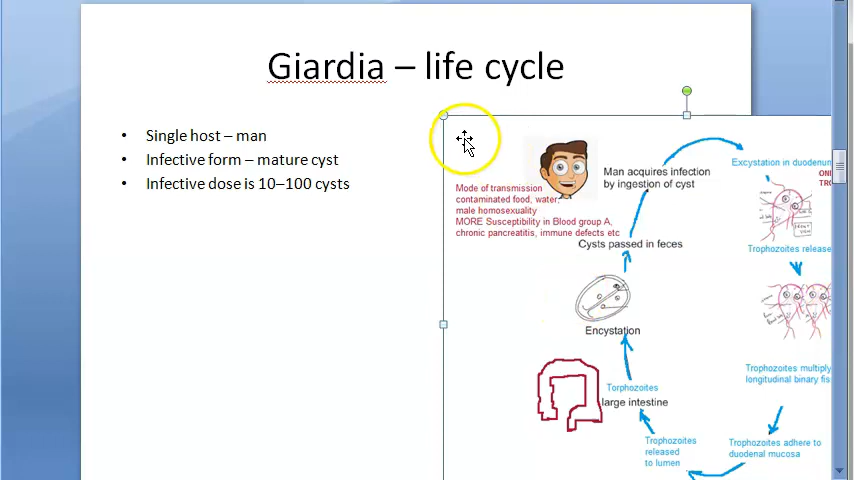 Giardia – life cycle
Single host – man
Infective form – mature cyst
Infective dose is 10–100 cysts
Mode of transmission
contaminated food, water,
male homosexuality
MORE Susceptibility in Blood group A,
chronic pancreatitis, immune defects etc
Man acquires infection
by ingestion of cyst
Excystation in duodenun
Trophozoites release
Trophozoites multiply
longitudinal binary fis
Trophozoites adhere to
duodenal mucosa
Trophozoites
released
to lumen
Torphozoites
large intestine
Encystation
Cysts passed in feces